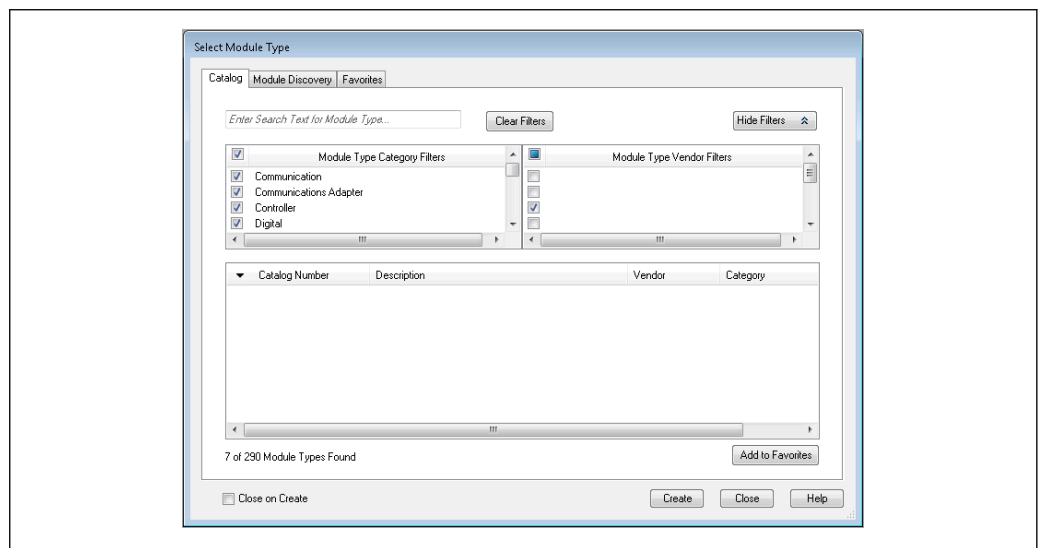 Select Module Type
Catalog Module Discovery Favorites
Enter Search Text for Module Type... Clear Filters Hide Filters
Module Type Category Filters Module Type Vendor Filters
Communication
Communications Adapter
Controller
Digital
Catalog Number Description Vendor Category
7 of 290 Module Types Found Add to Favorites
Close on Create Create Close Help